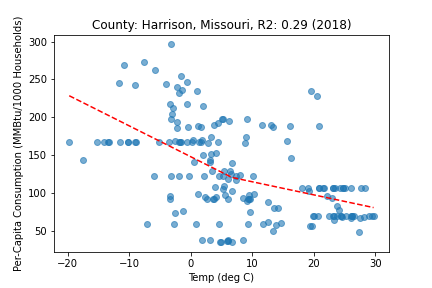 County: Harrison, Missouri, R2: 0.29 (2018)
Per-Capita Consumption (MMBtu/1000 Households)
300
250
200
150
100
50
−20 −10 0 10 20 30
Temp (deg C)